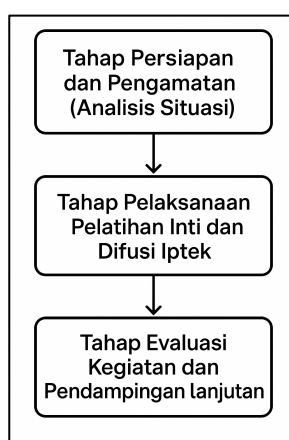 Tahap Persiapan
dan Pengamatan
(Analisis Situasi)
Tahap Pelaksanaan
Pelatihan Inti dan
Difusi Iptek
Tahap Evaluasi
Kegiatan dan
Pendampingan lanjutan